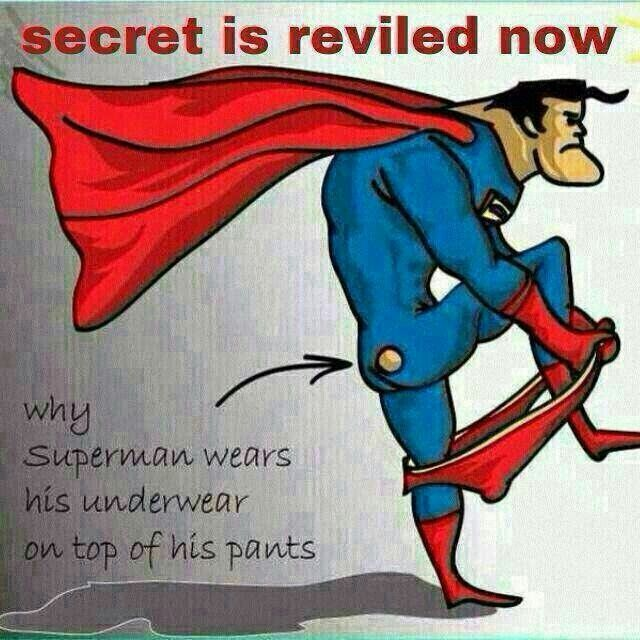 secret is reviled now
why
Superman wears
his underwear
on top of his pants